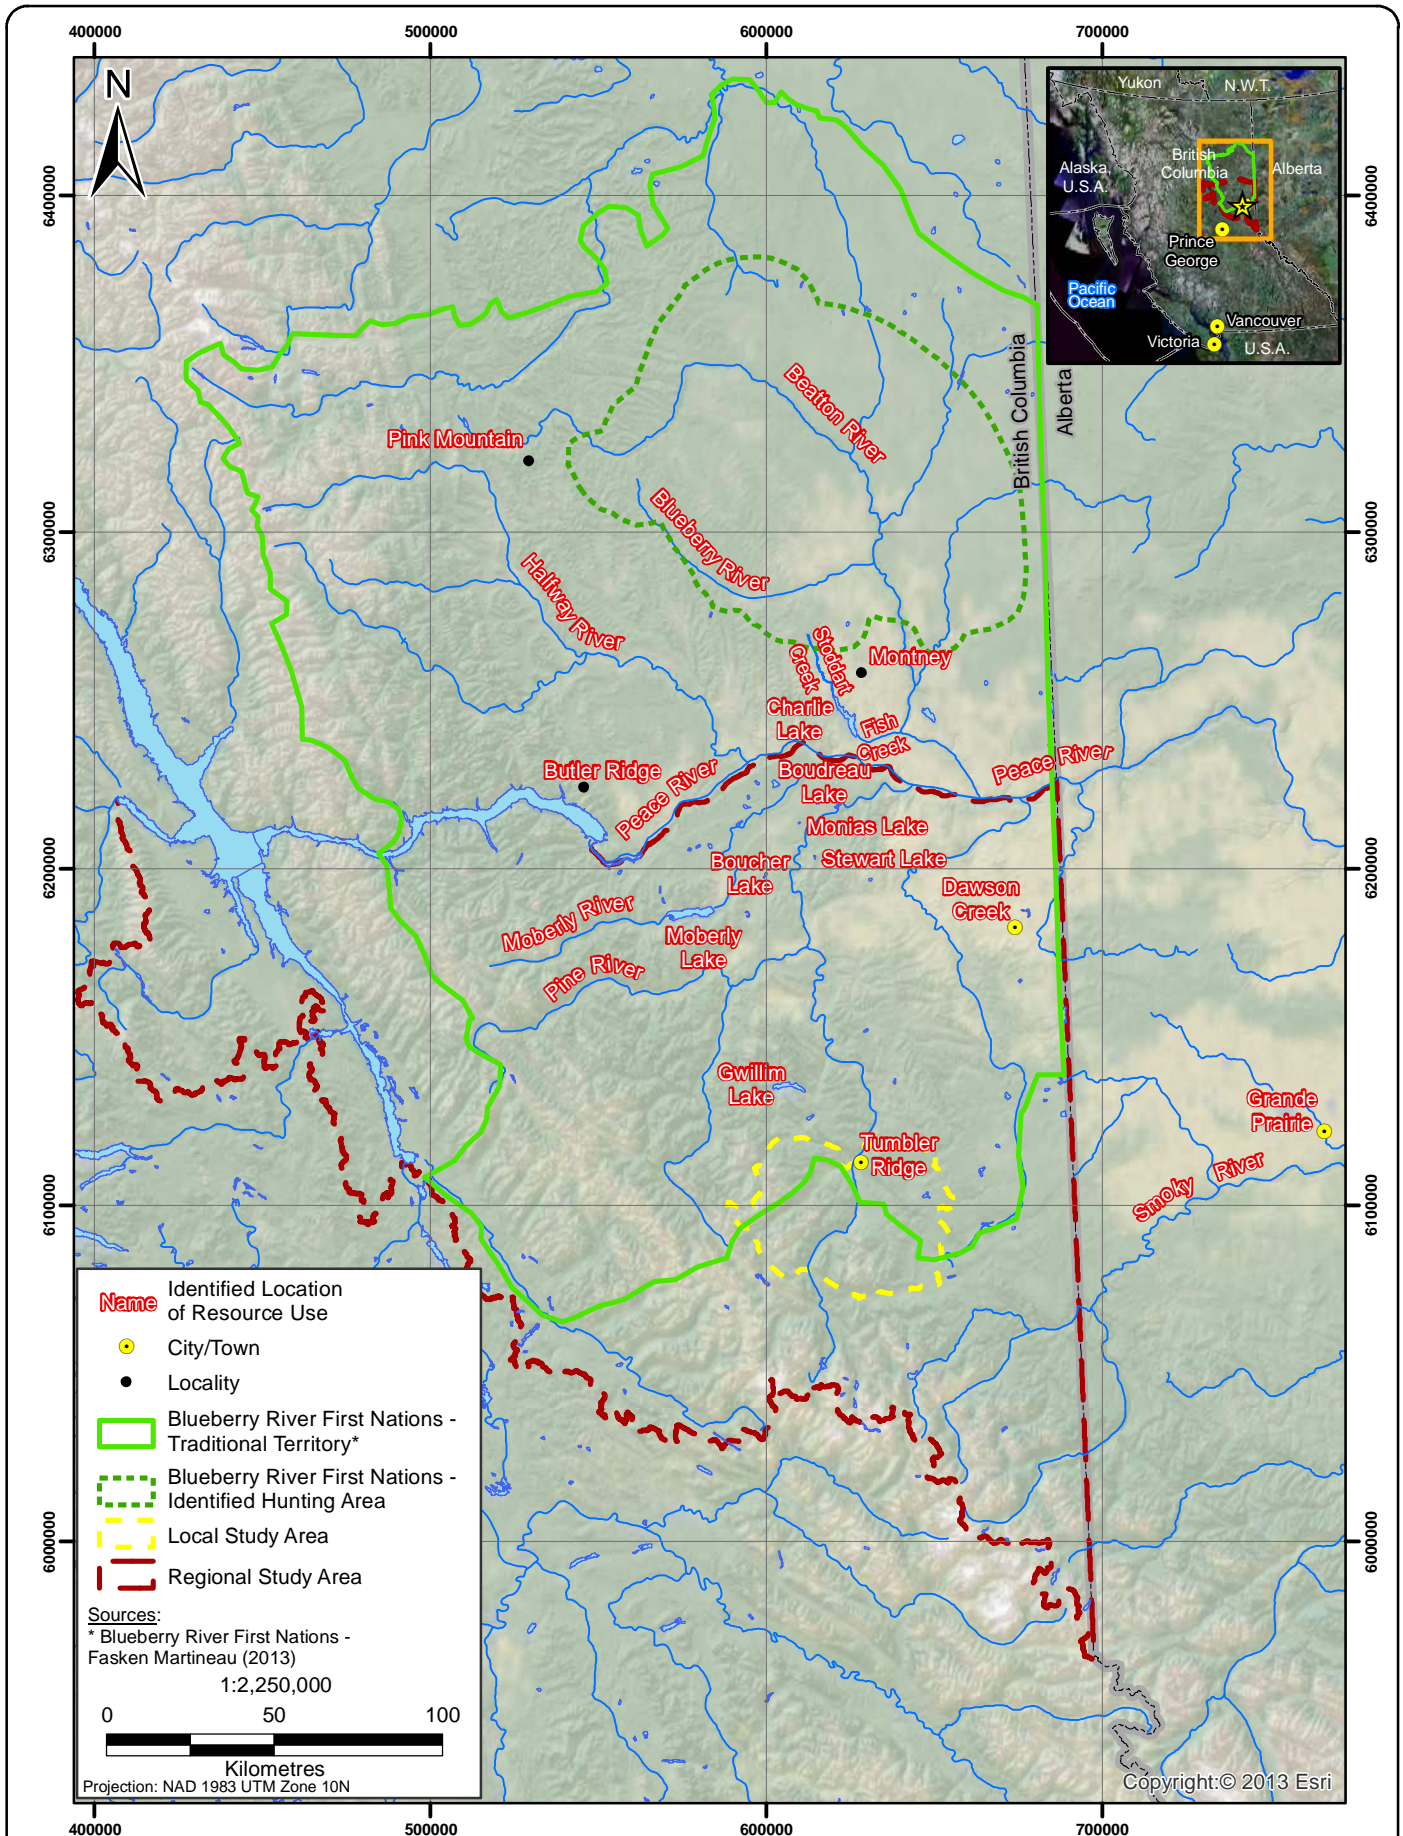 400000 500000 600000 700000
N
Yukon N.W.T.
British
Columbia
Alberta
Alaska,
U.S.A.
Prince
George
Pacific
Ocean
Vancouver
Victoria
U.S.A.
6400000 6400000
British Columbia
Alberta
Beatton River
Pink Mountain
6300000 6300000
Blueberry River
Halfway River
Stoddart
Creek
Montney
Charlie
Lake
Fish
Creek
Peace River
Butler Ridge
Peace River
Boudreau
Lake
Monias Lake
Stewart Lake
Boucher
Lake
6200000 6200000
Dawson
Creek
Moberly River
Moberly
Lake
Pine River
Gwillim
Lake
Grande
Prairie
Tumbler
Ridge
Smoky River
6100000 6100000
Name Identified Location
of Resource Use
City/Town
Locality
Blueberry River First Nations -
Traditional Territory*
Blueberry River First Nations -
Identified Hunting Area
Local Study Area
Regional Study Area
6000000 6000000
Sources:
* Blueberry River First Nations -
Fasken Martineau (2013)
1:2,250,000
0 50 100
Kilometres
Projection: NAD 1983 UTM Zone 10N
Copyright:© 2013 Esri
400000 500000 600000 700000